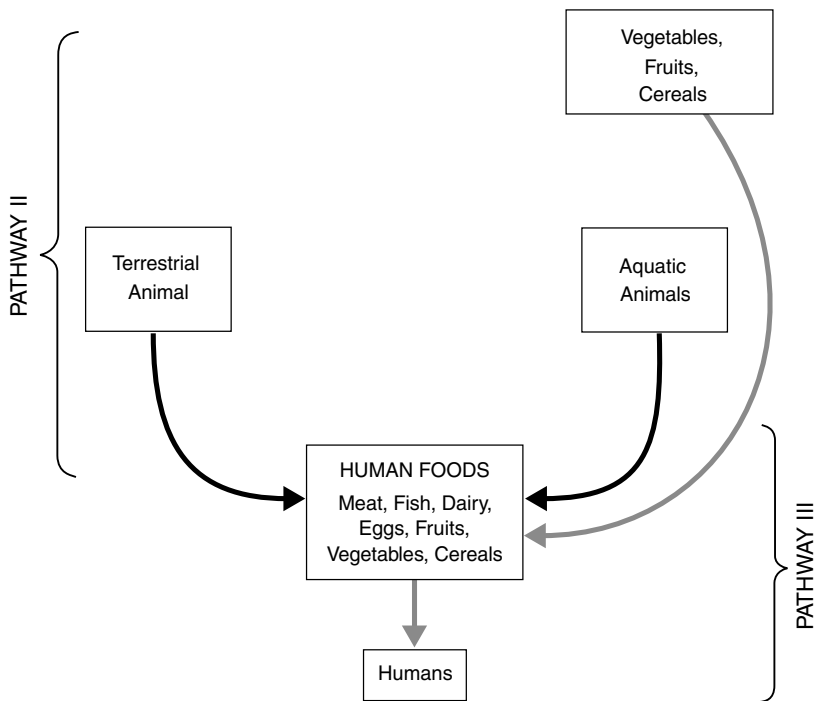 Vegetables,
Fruits,
Cereals
PATHWAY II
Terrestrial
Animal
Aquatic
Animals
HUMAN FOODS
Meat, Fish, Dairy,
Eggs, Fruits,
Vegetables, Cereals
PATHWAY III
Humans